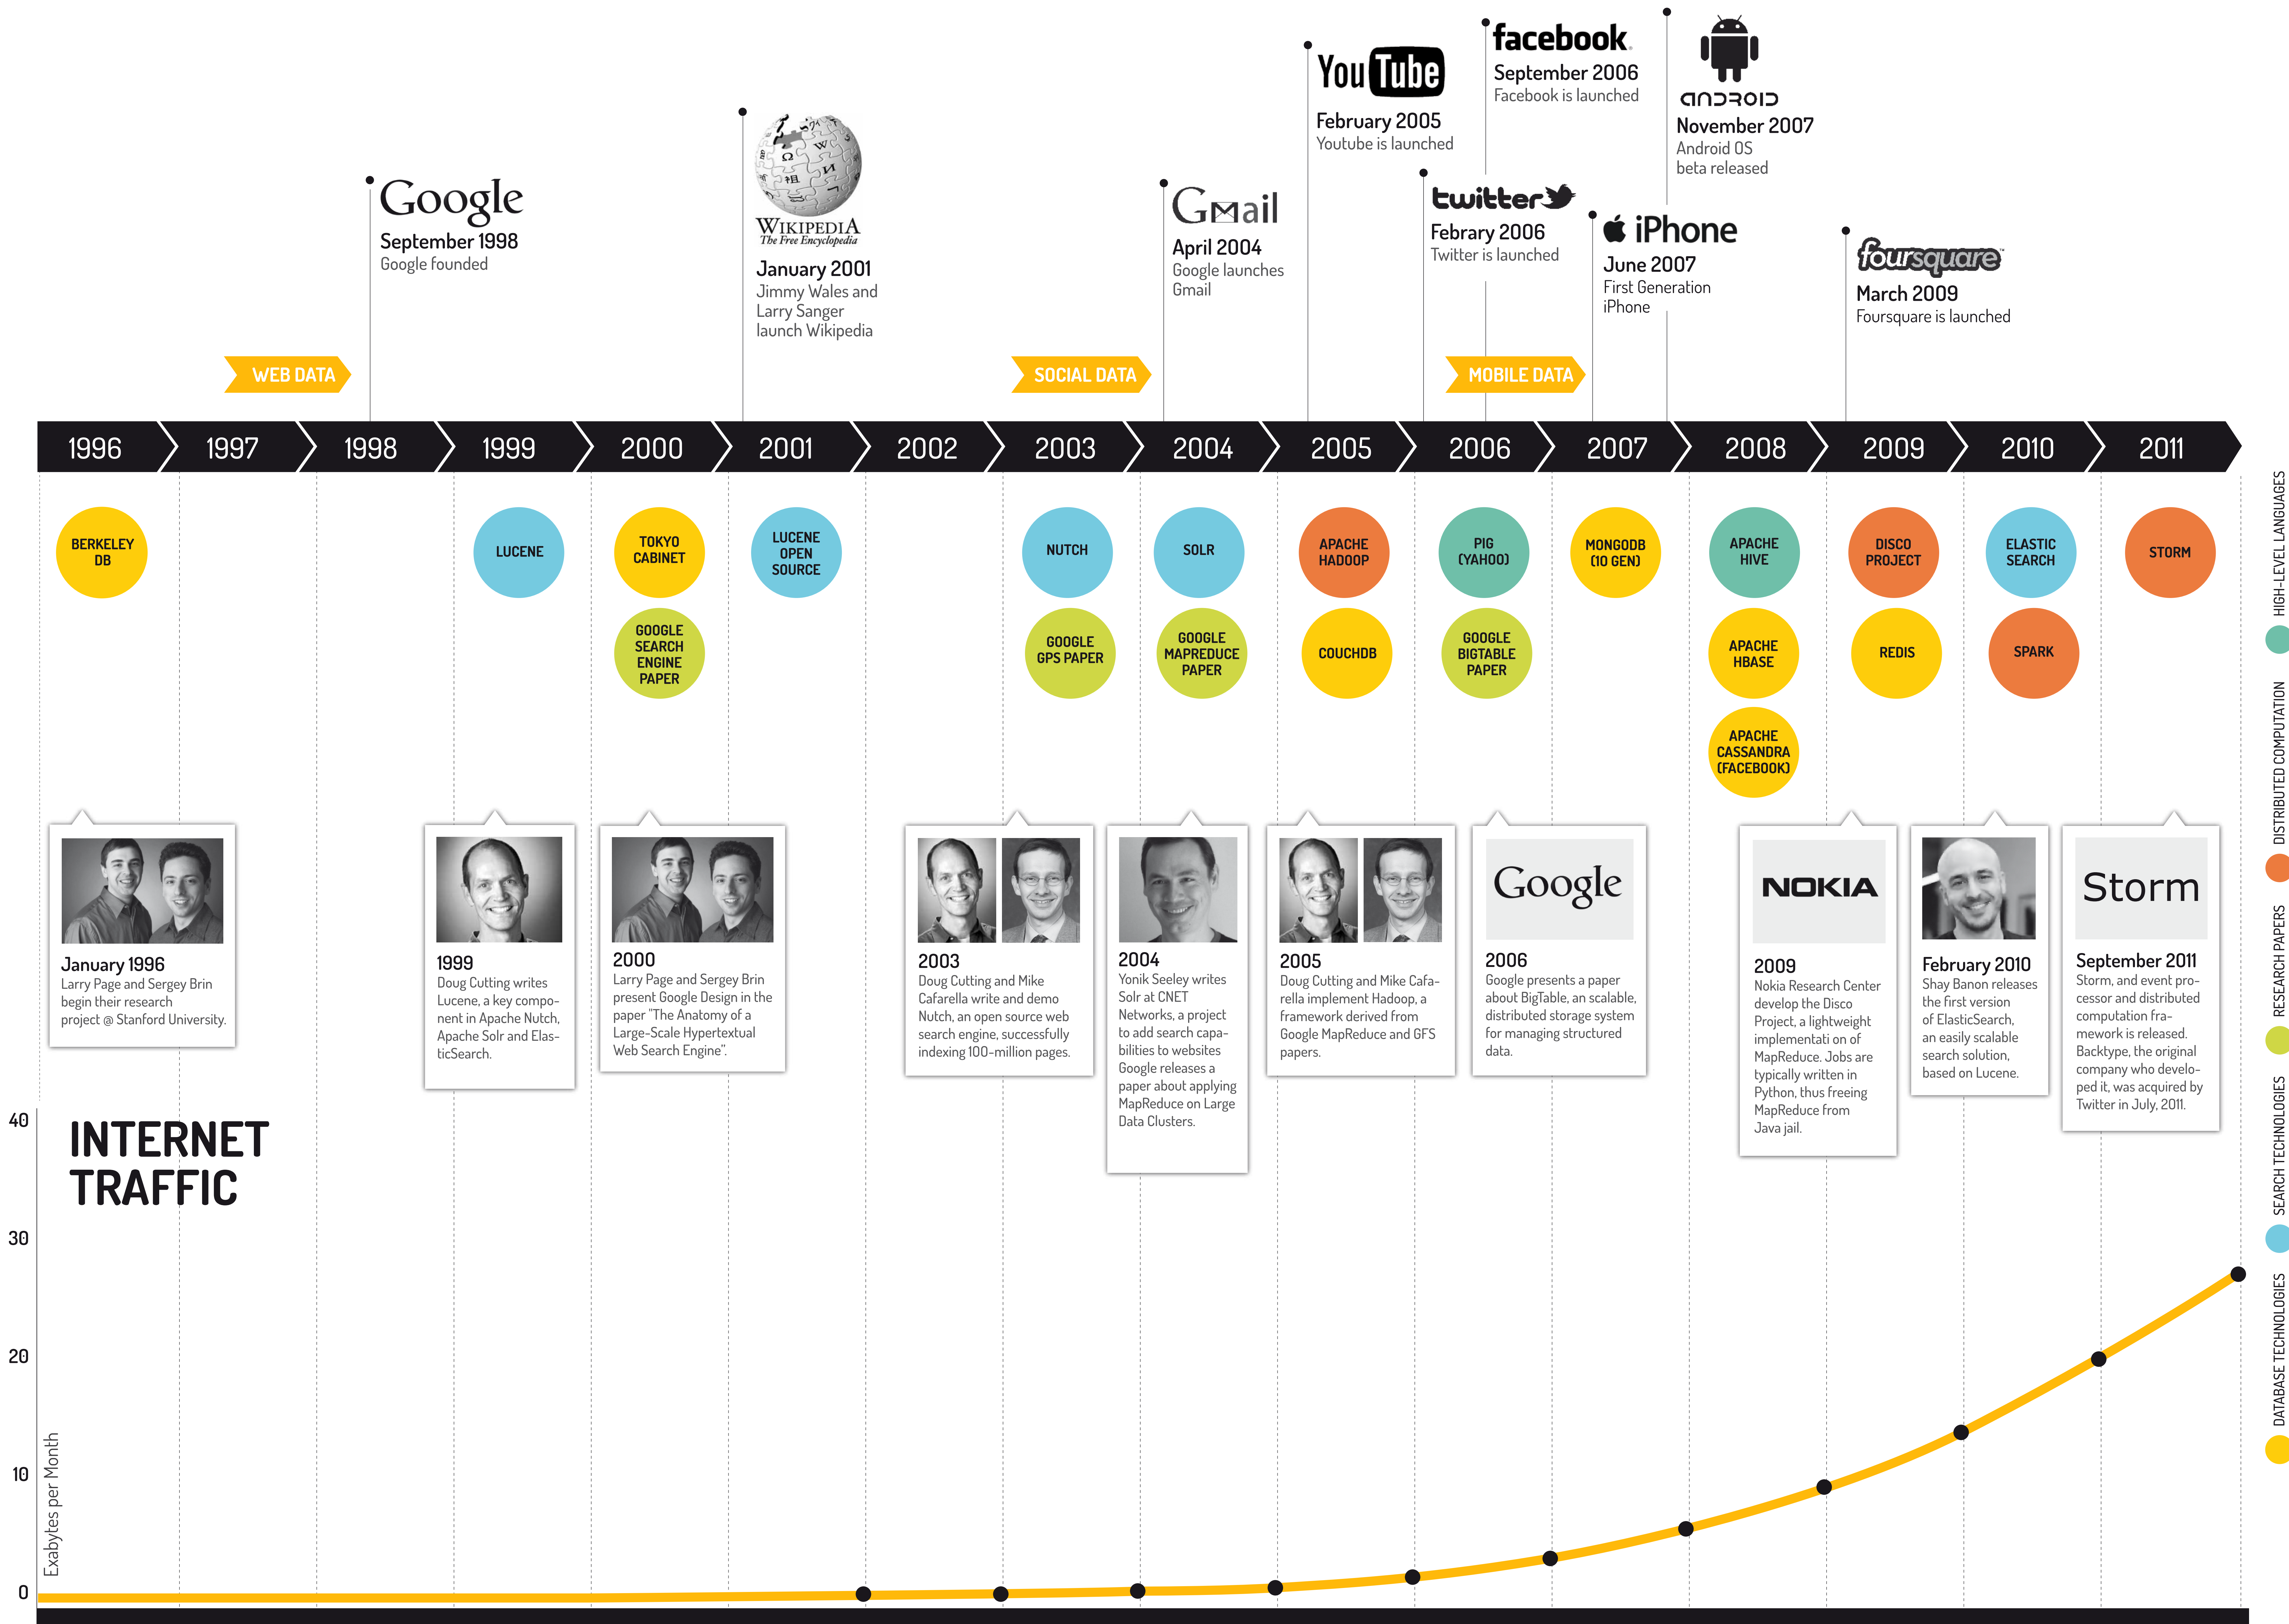 Google
September 1998
Google founded
WIKIPEDIA
The Free Encyclopedia
January 2001
Jimmy Wales and
Larry Sanger
launch Wikipedia
Gmail
April 2004
Google launches
Gmail
YouTube
February 2005
Youtube is launched
twitter
Febrary 2006
Twitter is launched
facebook
September 2006
Facebook is launched
iPhone
June 2007
First Generation
iPhone
ANDROID
November 2007
Android OS
beta released
foursquare
March 2009
Foursquare is launched
WEB DATA
SOCIAL DATA
MOBILE DATA
1996 1997 1998 1999 2000 2001 2002 2003 2004 2005 2006 2007 2008 2009 2010 2011
BERKELEY
DB
LUCENE
TOKYO
CABINET
GOOGLE
SEARCH
ENGINE
PAPER
LUCENE
OPEN
SOURCE
NUTCH
GOOGLE
GPS PAPER
SOLR
GOOGLE
MAPREDUCE
PAPER
APACHE
HADOOP
COUCHDB
PIG
(YAHOO)
GOOGLE
BIGTABLE
PAPER
MONGODB
(10 GEN)
APACHE
HIVE
APACHE
HBASE
APACHE
CASSANDRA
(FACEBOOK)
DISCO
PROJECT
REDIS
ELASTIC
SEARCH
SPARK
STORM
January 1996
Larry Page and Sergey Brin
begin their research
project @ Stanford University.
1999
Doug Cutting writes
Lucene, a key compo-
nent in Apache Nutch,
Apache Solr and Elas-
ticSearch.
2000
Larry Page and Sergey Brin
present Google Design in the
paper "The Anatomy of a
Large-Scale Hypertextual
Web Search Engine".
2003
Doug Cutting and Mike
Cafarella write and demo
Nutch, an open source web
search engine, successfully
indexing 100-million pages.
2004
Yonik Seeley writes
Solr at CNET
Networks, a project
to add search capa-
bilities to websites
Google releases a
paper about applying
MapReduce on Large
Data Clusters.
2005
Doug Cutting and Mike Cafa-
rella implement Hadoop, a
framework derived from
Google MapReduce and GFS
papers.
Google
2006
Google presents a paper
about BigTable, an scalable,
distributed storage system
for managing structured
data.
NOKIA
2009
Nokia Research Center
develop the Disco
Project, a lightweight
implementati on of
MapReduce. Jobs are
typically written in
Python, thus freeing
MapReduce from
Java jail.
February 2010
Shay Banon releases
the first version
of ElasticSearch,
an easily scalable
search solution,
based on Lucene.
Storm
September 2011
Storm, and event pro-
cessor and distributed
computation fra-
mework is released.
Backtype, the original
company who develo-
ped it, was acquired by
Twitter in July, 2011.
INTERNET
TRAFFIC
40
30
20
10
0
Exabytes per Month
HIGH-LEVEL LANGUAGES
DISTRIBUTED COMPUTATION
RESEARCH PAPERS
SEARCH TECHNOLOGIES
DATABASE TECHNOLOGIES